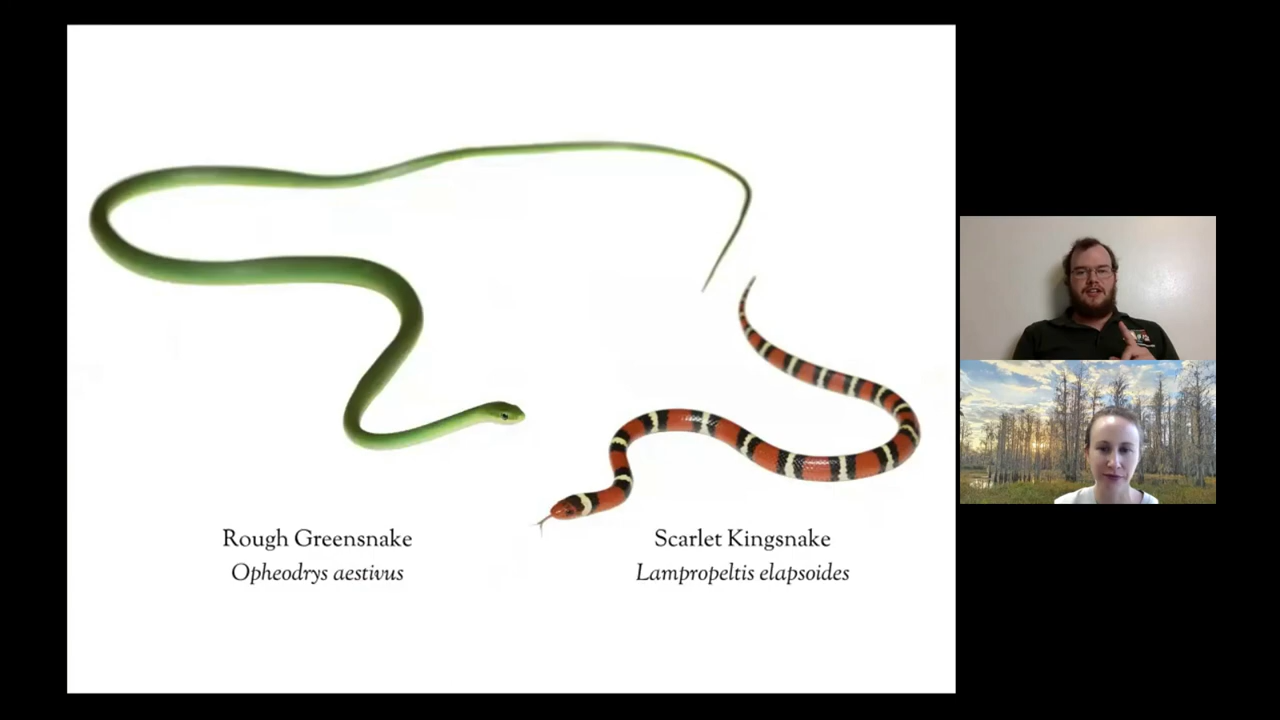 Rough Greensnake
Opheodrys aestivus
Scarlet Kingsnake
Lampropeltis elapsoides